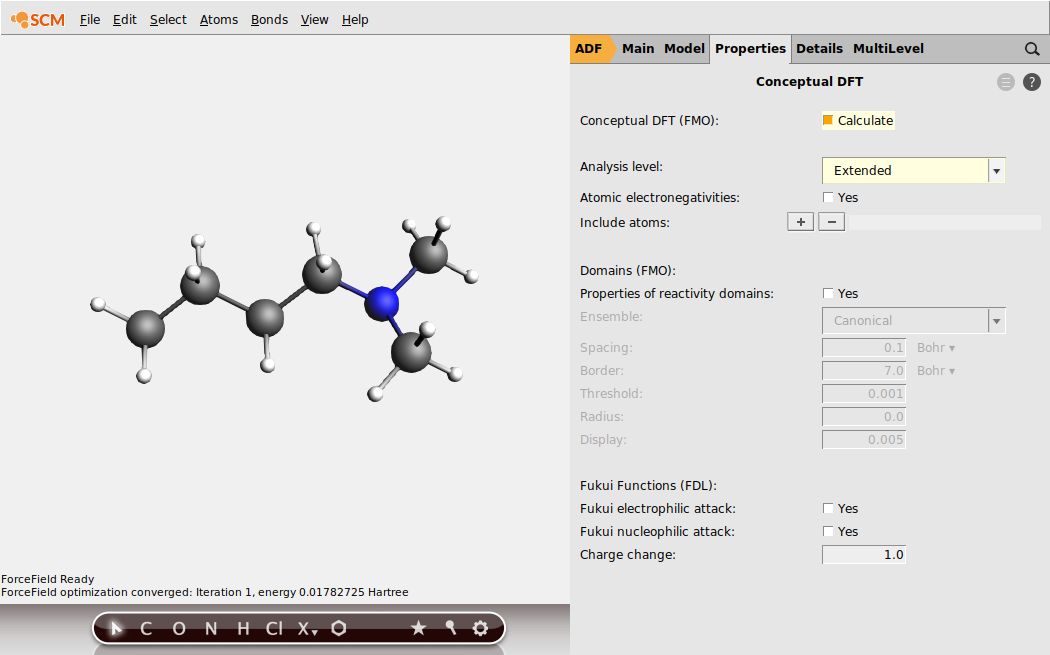 SCM File Edit Select Atoms Bonds View Help
ADF Main Model Properties Details MultiLevel
Conceptual DFT
?
Conceptual DFT (FMO): Calculate
Analysis level: Extended
Atomic electronegativities: Yes
Include atoms: + −
Domains (FMO):
Properties of reactivity domains: Yes
Ensemble: Canonical
Spacing: 0.1 Bohr
Border: 7.0 Bohr
Threshold: 0.001
Radius: 0.0
Display: 0.005
Fukui Functions (FDL):
Fukui electrophilic attack: Yes
Fukui nucleophilic attack: Yes
Charge change: 1.0
ForceField Ready
ForceField optimization converged: Iteration 1, energy 0.01782725 Hartree
C O N H Cl X